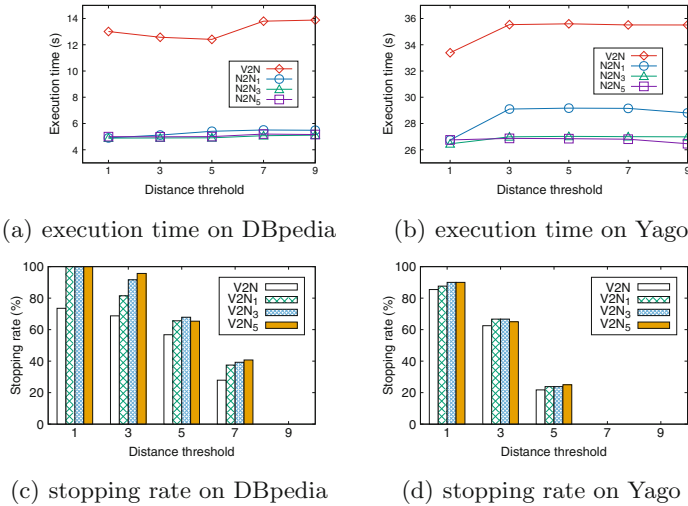 14
12
10
8
6
4
Execution time (s)
V2N
N2N1
N2N3
N2N5
1 3 5 7 9
Distance threhold
(a) execution time on DBpedia
36
34
32
30
28
26
Execution time (s)
V2N
N2N1
N2N3
N2N5
1 3 5 7 9
Distance threhold
(b) execution time on Yago
100
80
60
40
20
0
Stopping rate (%)
V2N
V2N1
V2N3
V2N5
1 3 5 7 9
Distance threshold
(c) stopping rate on DBpedia
100
80
60
40
20
0
Stopping rate (%)
V2N
V2N1
V2N3
V2N5
1 3 5 7 9
Distance threshold
(d) stopping rate on Yago